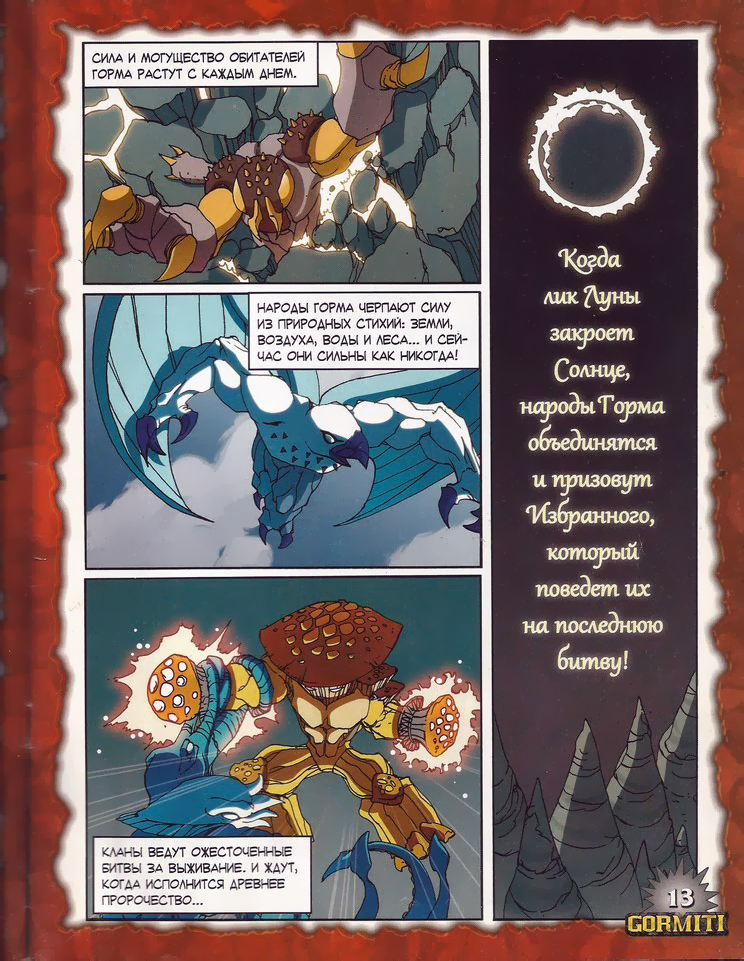 СИЛА И МОГУЩЕСТВО ОБИТАТЕЛЕЙ
ГОРМА РАСТУТ С КАЖДЫМ ДНЕМ.
НАРОДЫ ГОРМА ЧЕРПАЮТ СИЛУ
ИЗ ПРИРОДНЫХ СТИХИЙ: ЗЕМЛИ,
ВОЗДУХА, ВОДЫ И ЛЕСА... И СЕЙ-
ЧАС ОНИ СИЛЬНЫ КАК НИКОГДА!
КЛАНЫ ВЕДУТ ОЖЕСТОЧЕННЫЕ
БИТВЫ ЗА ВЫЖИВАНИЕ. И ЖДУТ,
КОГДА ИСПОЛНИТСЯ ДРЕВНЕЕ
ПРОРОЧЕСТВО...
Когда
лик Луны
закроет
Солнце,
народы Горма
объединятся
и призовут
Избранного,
который
поведет их
на последнюю
битву!
13
GORMITI